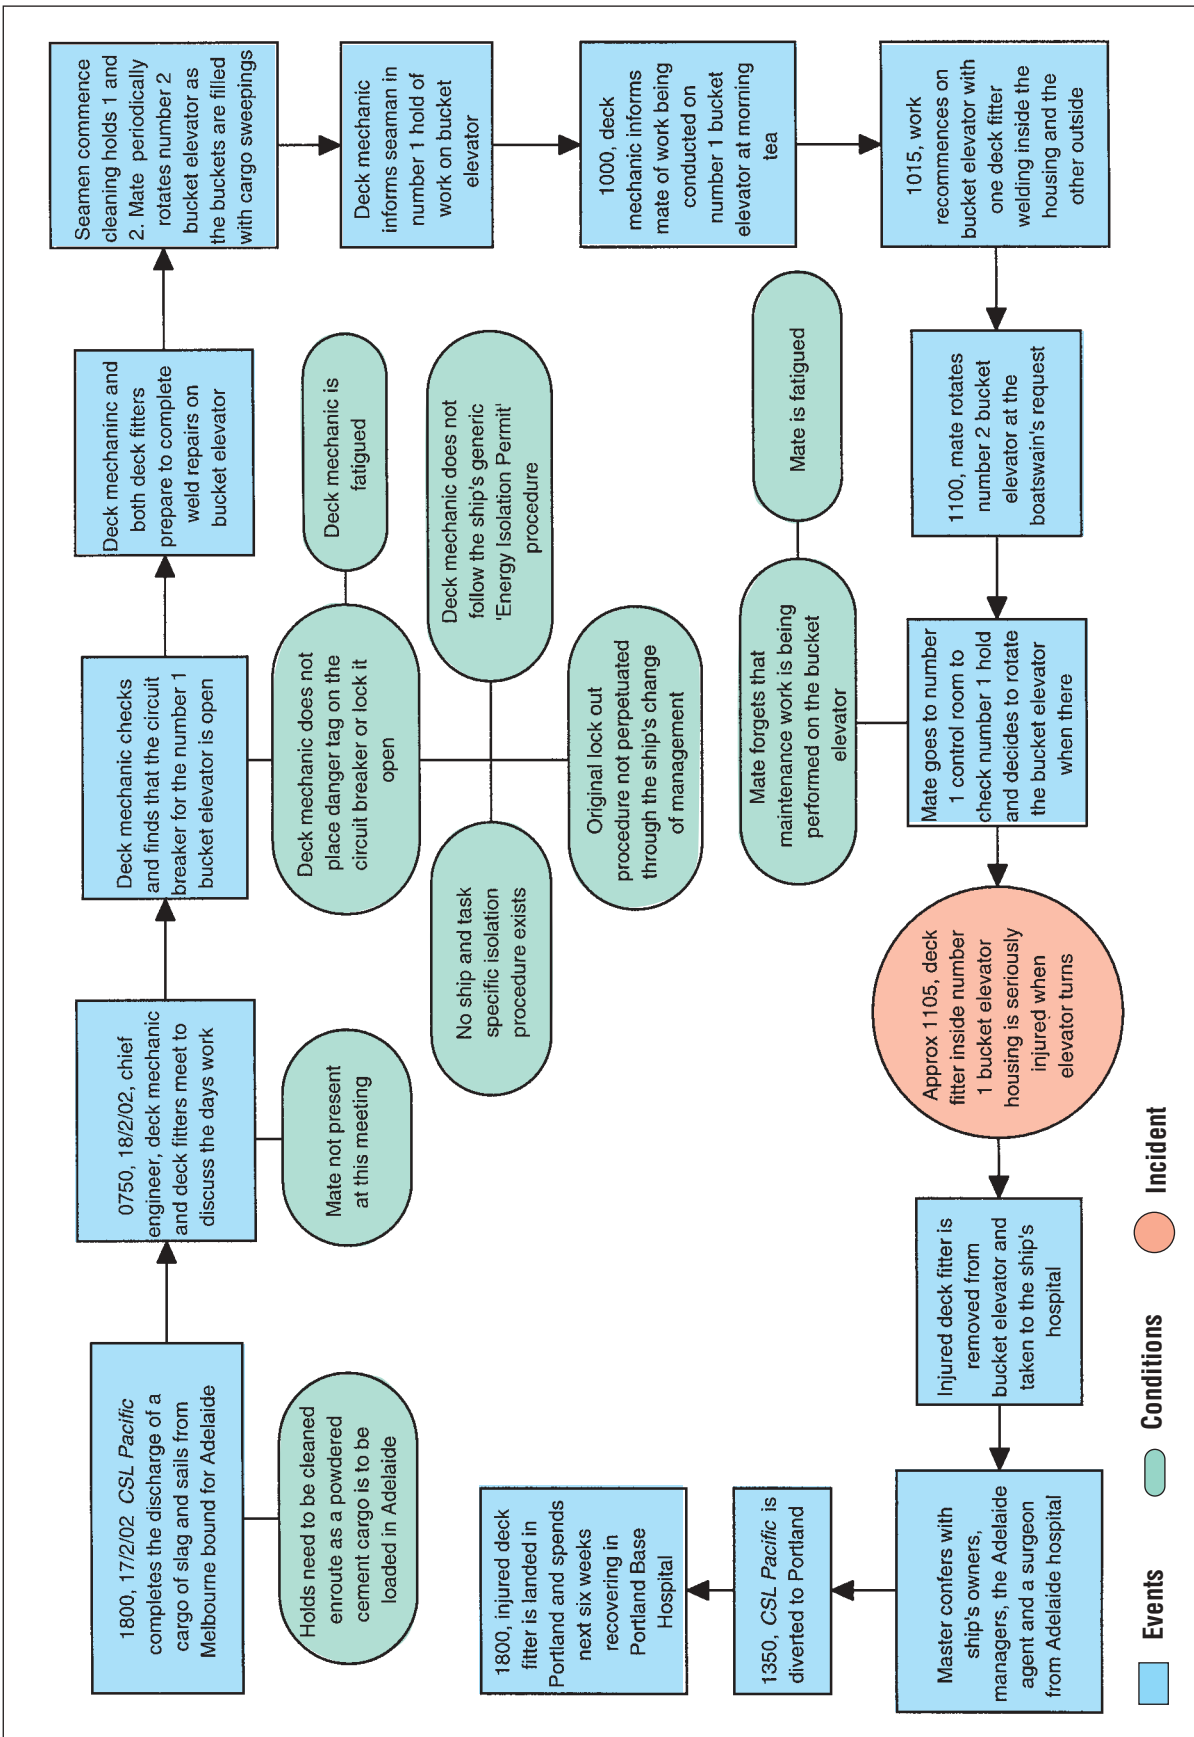 1800, 17/2/02 CSL Pacific
completes the discharge of a
cargo of slag and sails from
Melbourne bound for Adelaide
Holds need to be cleaned
enroute as a powdered
cement cargo is to be
loaded in Adelaide
0750, 18/2/02, chief
engineer, deck mechanic
and deck fitters meet to
discuss the days work
Mate not present
at this meeting
Deck mechanic checks
and finds that the circuit
breaker for the number 1
bucket elevator is open
Deck mechanic does not
place danger tag on the
circuit breaker or lock it
open
Deck mechanic is
fatigued
No ship and task
specific isolation
procedure exists
Deck mechanic does not
follow the ship's generic
'Energy Isolation Permit'
procedure
Original lock out
procedure not perpetuated
through the ship's change
of management
Deck mechaninc and
both deck fitters
prepare to complete
weld repairs on
bucket elevator
Seamen commence
cleaning holds 1 and
2. Mate periodically
rotates number 2
bucket elevator as
the buckets are filled
with cargo sweepings
Deck mechanic
informs seaman in
number 1 hold of
work on bucket
elevator
1000, deck
mechanic informs
mate of work being
conducted on
number 1 bucket
elevator at morning
tea
1015, work
recommences on
bucket elevator with
one deck fitter
welding inside the
housing and the
other outside
1100, mate rotates
number 2 bucket
elevator at the
boatswain's request
Mate goes to number
1 control room to
check number 1 hold
and decides to rotate
the bucket elevator
when there
Mate forgets that
maintenance work is being
performed on the bucket
elevator
Mate is fatigued
Approx 1105, deck
fitter inside number
1 bucket elevator
housing is seriously
injured when
elevator turns
Injured deck fitter is
removed from
bucket elevator and
taken to the ship's
hospital
Master confers with
ship's owners,
managers, the Adelaide
agent and a surgeon
from Adelaide hospital
1350, CSL Pacific is
diverted to Portland
1800, injured deck
fitter is landed in
Portland and spends
next six weeks
recovering in
Portland Base
Hospital
Events
Conditions
Incident